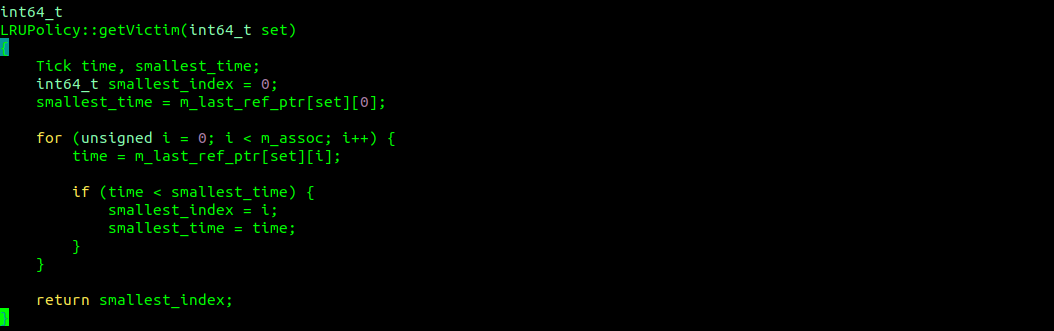 int64_t
LRUPolicy::getVictim(int64_t set)
{
    Tick time, smallest_time;
    int64_t smallest_index = 0;
    smallest_time = m_last_ref_ptr[set][0];

    for (unsigned i = 0; i < m_assoc; i++) {
        time = m_last_ref_ptr[set][i];

        if (time < smallest_time) {
            smallest_index = i;
            smallest_time = time;
        }
    }

    return smallest_index;
}